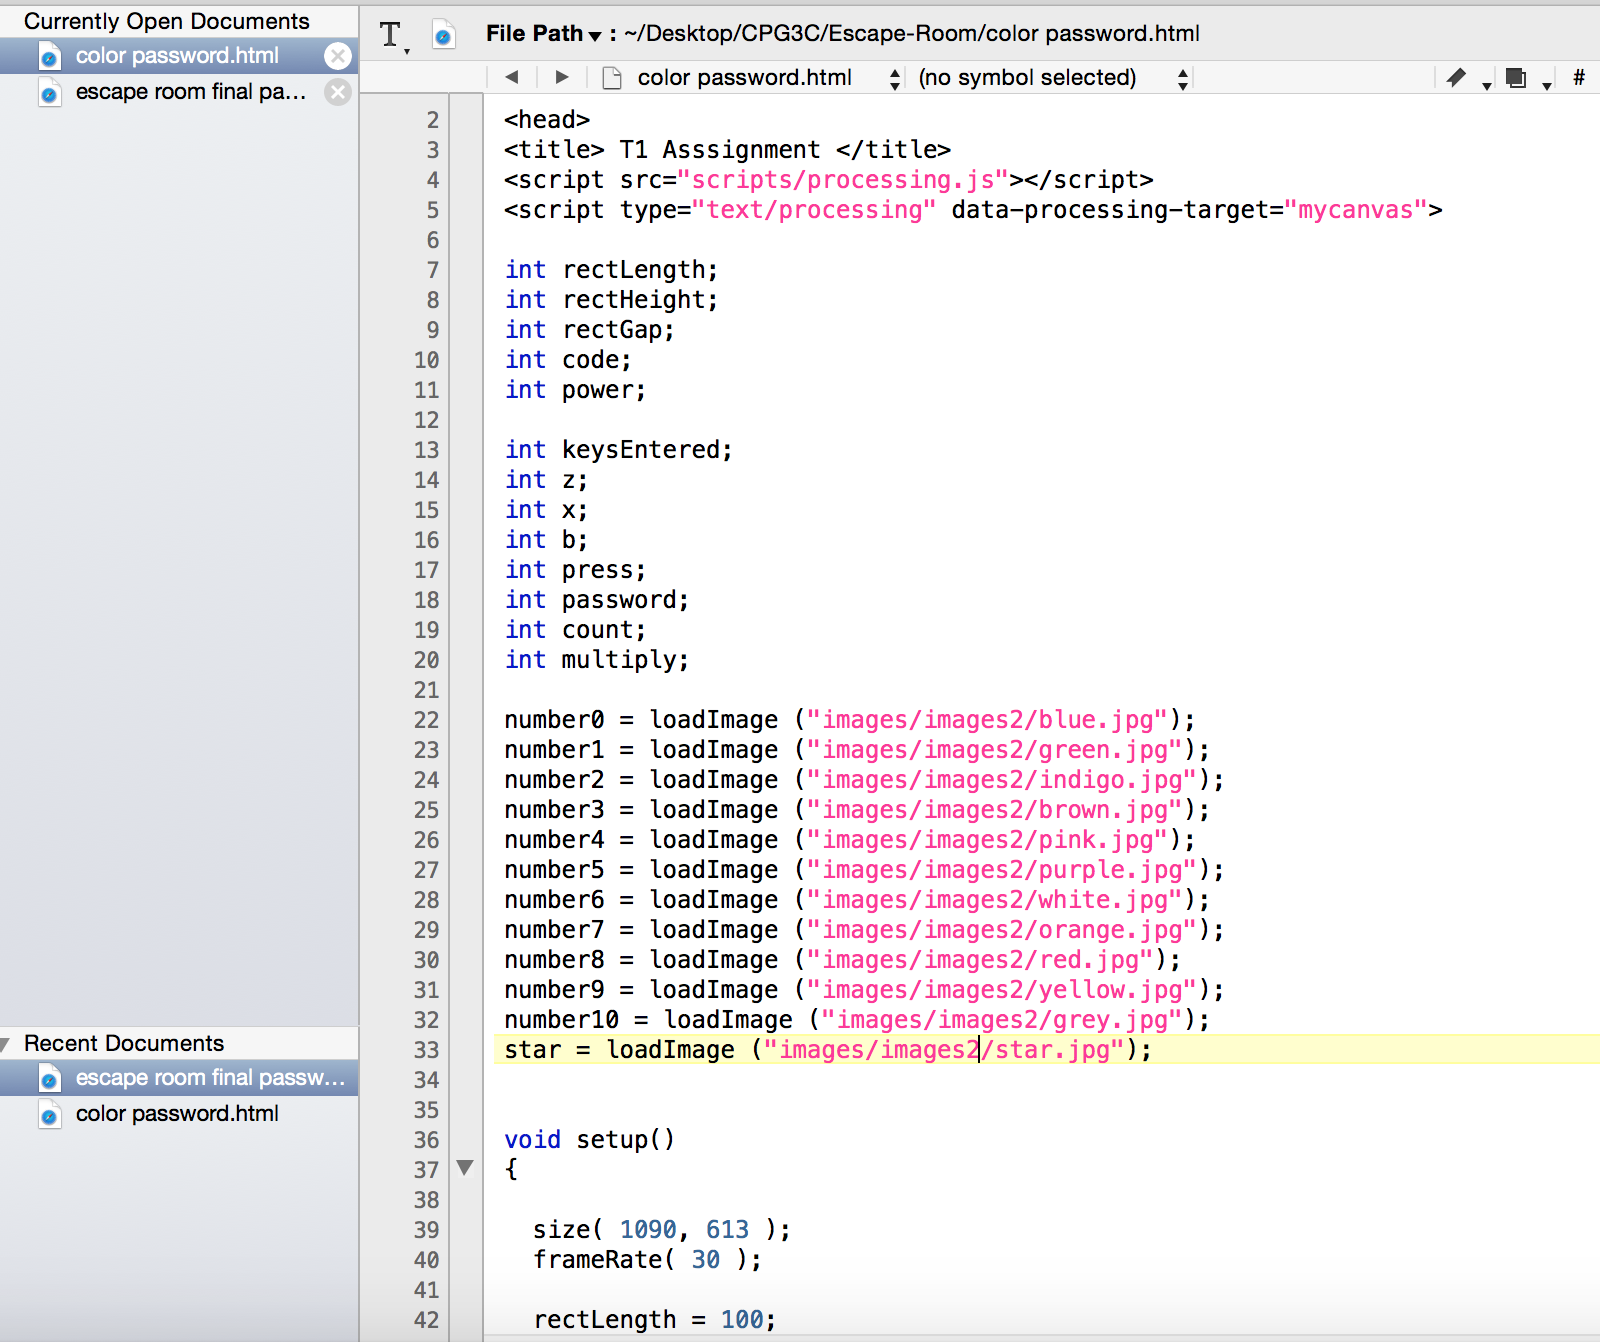 Currently Open Documents
color password.html
escape room final pa...
Recent Documents
escape room final passw...
color password.html
File Path : ~/Desktop/CPG3C/Escape-Room/color password.html
color password.html (no symbol selected) #
2 <head>
3 <title> T1 Asssignment </title>
4 <script src="scripts/processing.js"></script>
5 <script type="text/processing" data-processing-target="mycanvas">
6
7 int rectLength;
8 int rectHeight;
9 int rectGap;
10 int code;
11 int power;
12
13 int keysEntered;
14 int z;
15 int x;
16 int b;
17 int press;
18 int password;
19 int count;
20 int multiply;
21
22 number0 = loadImage ("images/images2/blue.jpg");
23 number1 = loadImage ("images/images2/green.jpg");
24 number2 = loadImage ("images/images2/indigo.jpg");
25 number3 = loadImage ("images/images2/brown.jpg");
26 number4 = loadImage ("images/images2/pink.jpg");
27 number5 = loadImage ("images/images2/purple.jpg");
28 number6 = loadImage ("images/images2/white.jpg");
29 number7 = loadImage ("images/images2/orange.jpg");
30 number8 = loadImage ("images/images2/red.jpg");
31 number9 = loadImage ("images/images2/yellow.jpg");
32 number10 = loadImage ("images/images2/grey.jpg");
33 star = loadImage ("images/images2/star.jpg");
34
35
36 void setup()
37 {
38
39 size( 1090, 613 );
40 frameRate( 30 );
41
42 rectLength = 100;